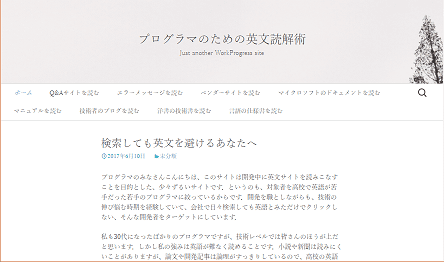 プログラマのための英文読解術
Just another WorkProgress site
ホーム Q&Aサイトを読む エラーメッセージを読む ベンダーサイトを読む マイクロソフトのドキュメントを読む
マニュアルを読む 技術者のブログを読む 洋書の技術書を読む 言語の仕様書を読む
検索しても英文を避けるあなたへ
2017年6月10日 未分類
プログラマのみなさんこんにちは、このサイトは開発中に英文サイトを読みこなす
ことを目的とした、少々ずるいサイトです。というのも、対象者を高校で英語が苦
手だった若手のプログラマに絞っているからです。開発を職としながらも、技術の
伸び悩む時期を経験していて、会社で日々検索しても英語とみただけでクリックし
ない、そんな開発者をターゲットにしています。
私も30代になったばかりのプログラマですが、技術レベルでは皆さんのほうが上だ
と思います。しかし私の強みは英語が難なく読めることです。小説や新聞は読みにく
いことがありますが、論文や開発記事は論理がすっきりしているので、高校の英語